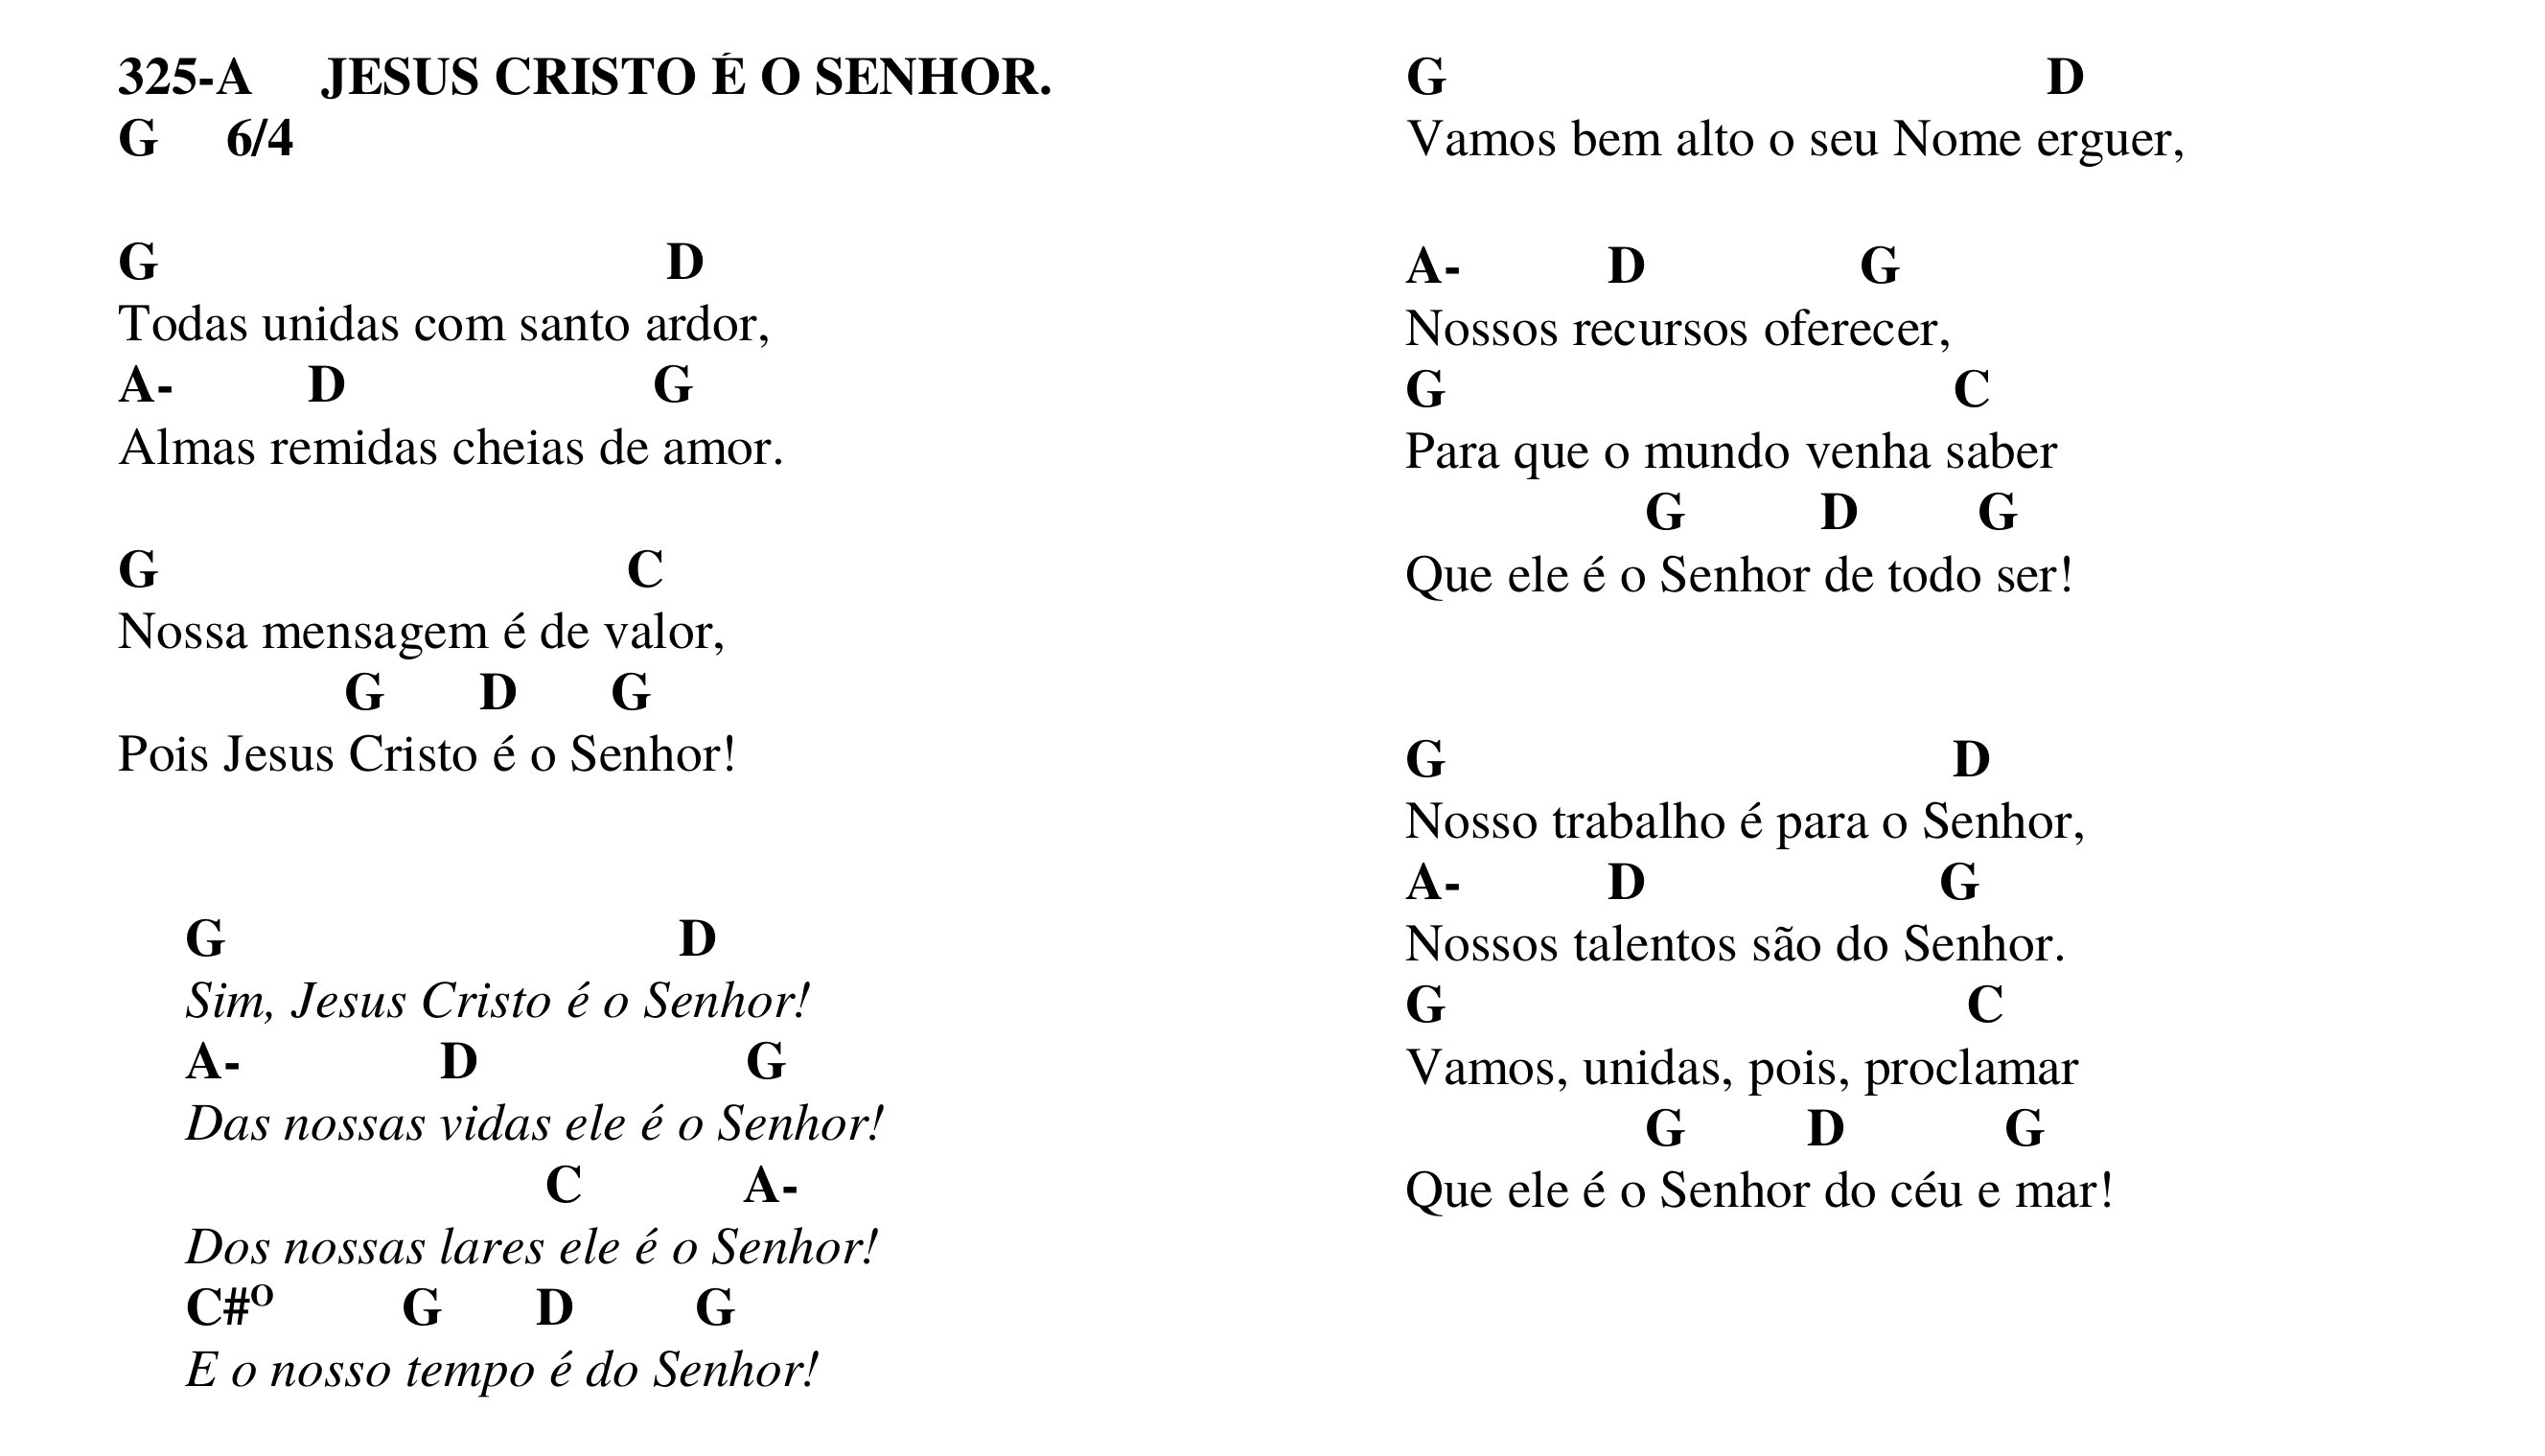 325-A JESUS CRISTO É O SENHOR.
G 6/4
G D
Todas unidas com santo ardor,
A- D G
Almas remidas cheias de amor.
G C
Nossa mensagem é de valor,
G D G
Pois Jesus Cristo é o Senhor!
G D
Sim, Jesus Cristo é o Senhor!
A- D G
Das nossas vidas ele é o Senhor!
C A-
Dos nossas lares ele é o Senhor!
C#º G D G
E o nosso tempo é do Senhor!
G D
Vamos bem alto o seu Nome erguer,
A- D G
Nossos recursos oferecer,
G C
Para que o mundo venha saber
G D G
Que ele é o Senhor de todo ser!
G D
Nosso trabalho é para o Senhor,
A- D G
Nossos talentos são do Senhor.
G C
Vamos, unidas, pois, proclamar
G D G
Que ele é o Senhor do céu e mar!